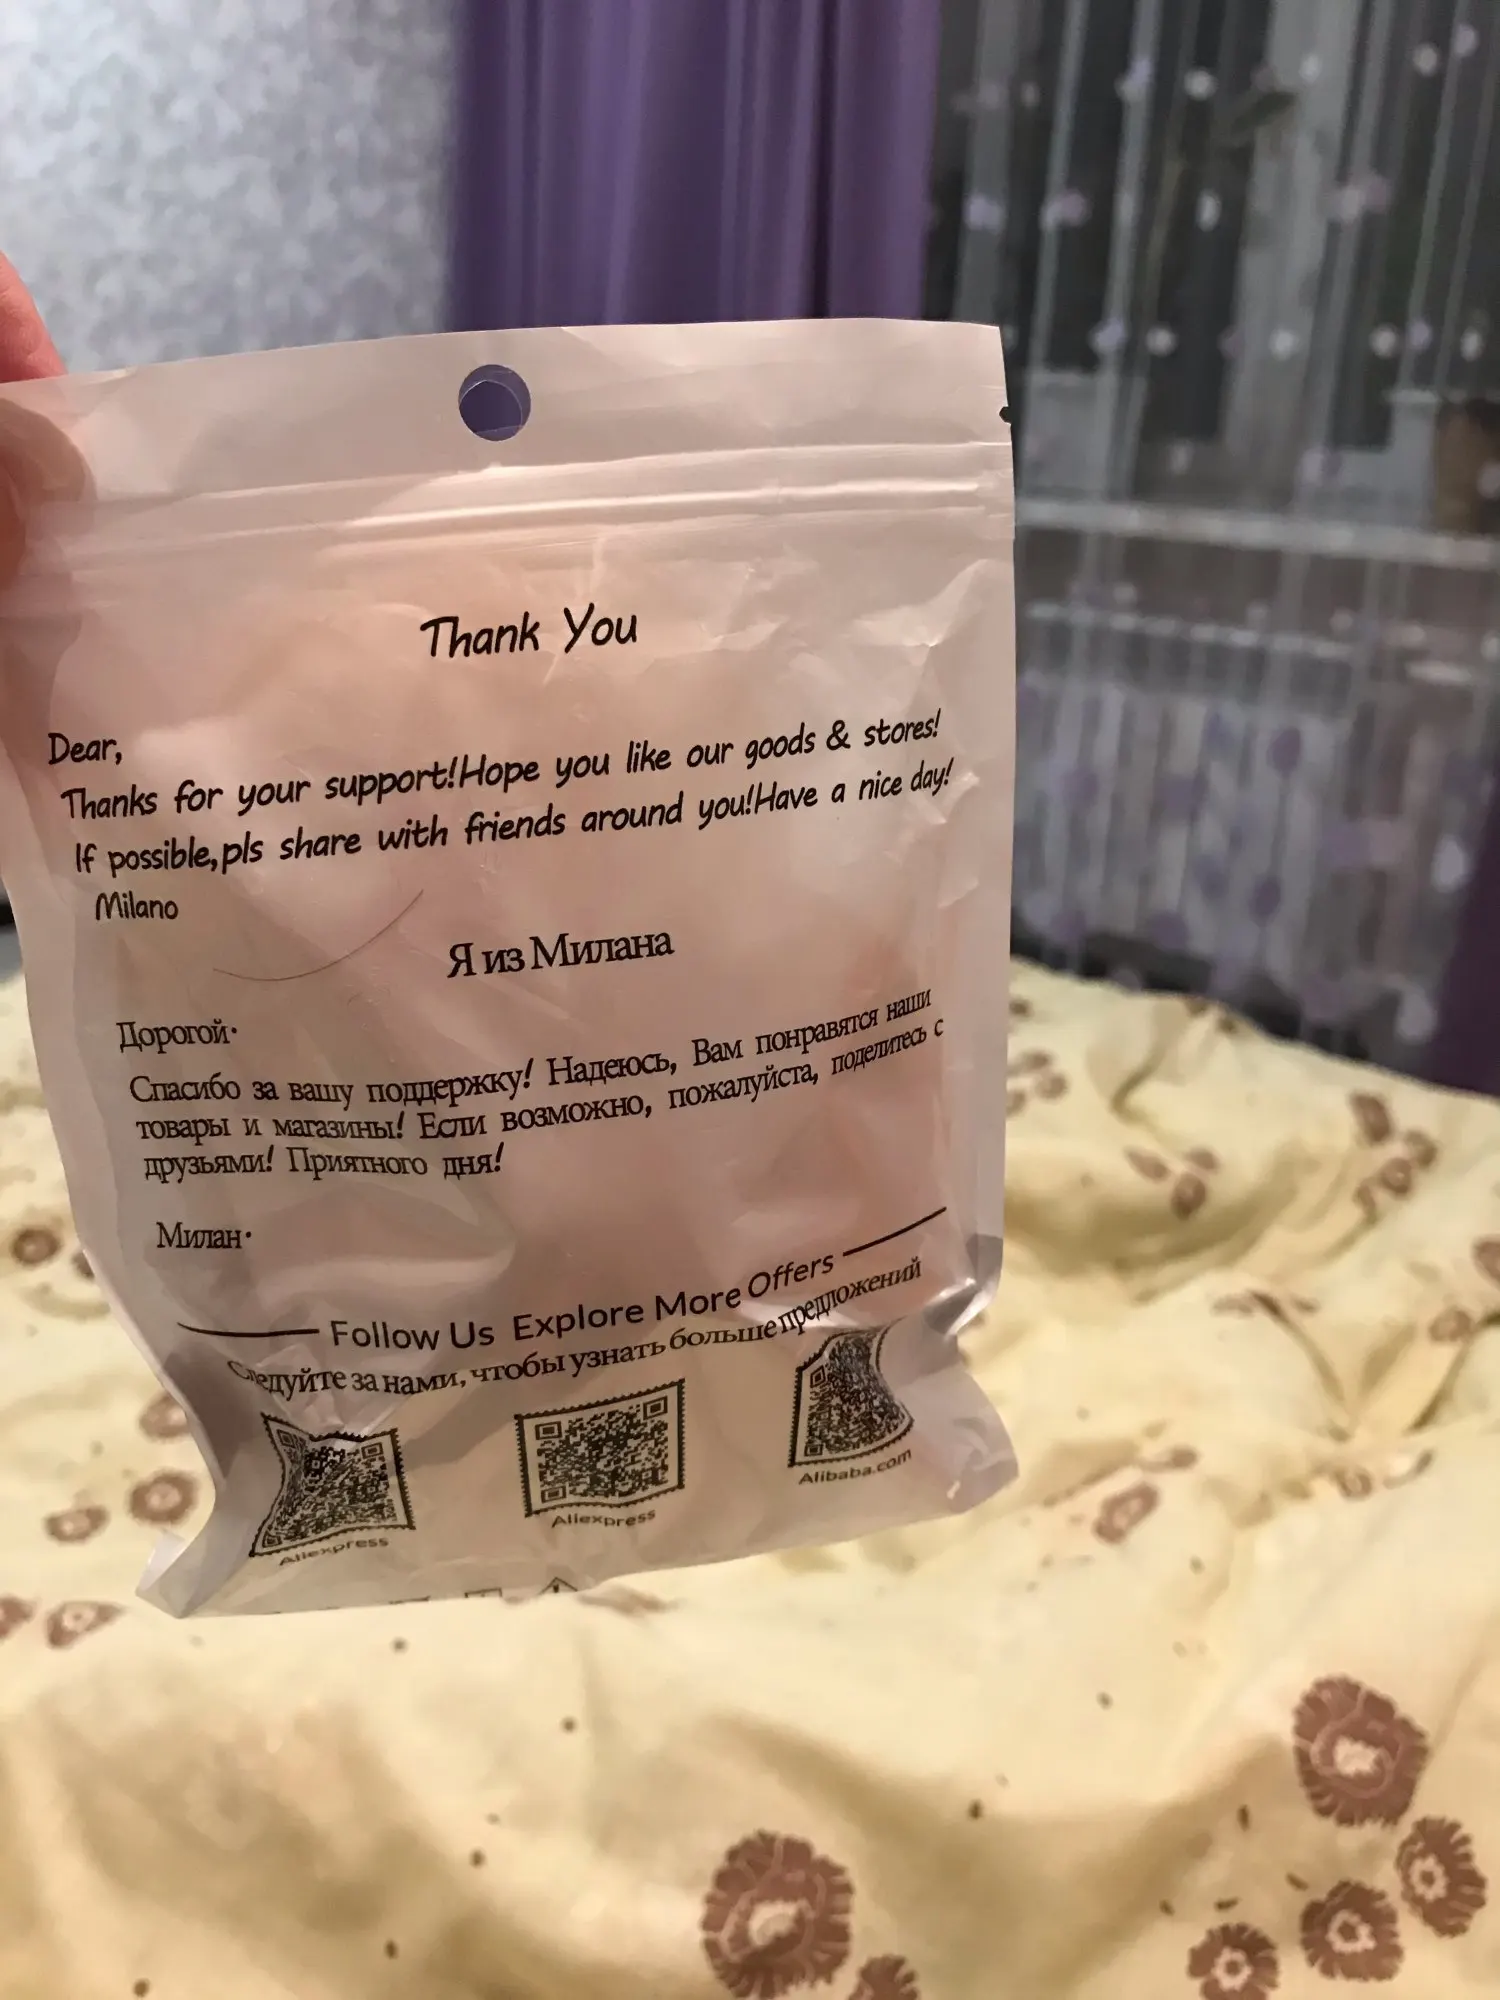 Thank You
Dear,
Thanks for your support!Hope you like our goods & stores!
If possible,pls share with friends around you!Have a nice day!
Milano
Я из Милана
Дорогой·
Спасибо за вашу поддержку! Надеюсь, Вам понравятся наши
товары и магазины! Если возможно, пожалуйста, поделитесь с
друзьями! Приятного дня!
Милан·
Follow Us Explore More Offers
Следуйте за нами, чтобы узнать больше предложений
Aliexpress
Aliexpress
Alibaba.com